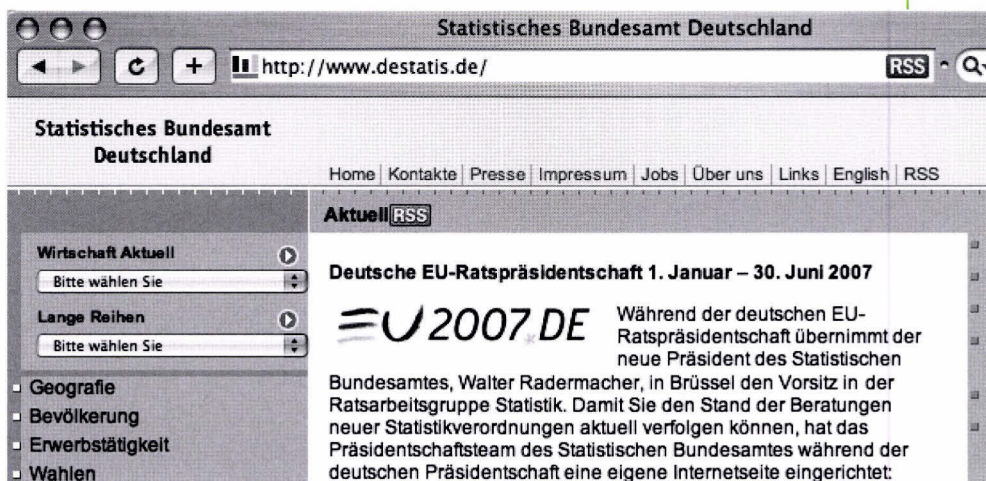 Statistisches Bundesamt Deutschland
http://www.destatis.de/
RSS
Statistisches Bundesamt
Deutschland
Home | Kontakte | Presse | Impressum | Jobs | Über uns | Links | English | RSS
Aktuell RSS
Wirtschaft Aktuell
Bitte wählen Sie
Lange Reihen
Bitte wählen Sie
Geografie
Bevölkerung
Erwerbstätigkeit
Wahlen
Deutsche EU-Ratspräsidentschaft 1. Januar – 30. Juni 2007
EU2007.DE
Während der deutschen EU-
Ratspräsidentschaft übernimmt der
neue Präsident des Statistischen
Bundesamtes, Walter Radermacher, in Brüssel den Vorsitz in der
Ratsarbeitsgruppe Statistik. Damit Sie den Stand der Beratungen
neuer Statistikverordnungen aktuell verfolgen können, hat das
Präsidentschaftsteam des Statistischen Bundesamtes während der
deutschen Präsidentschaft eine eigene Internetseite eingerichtet: